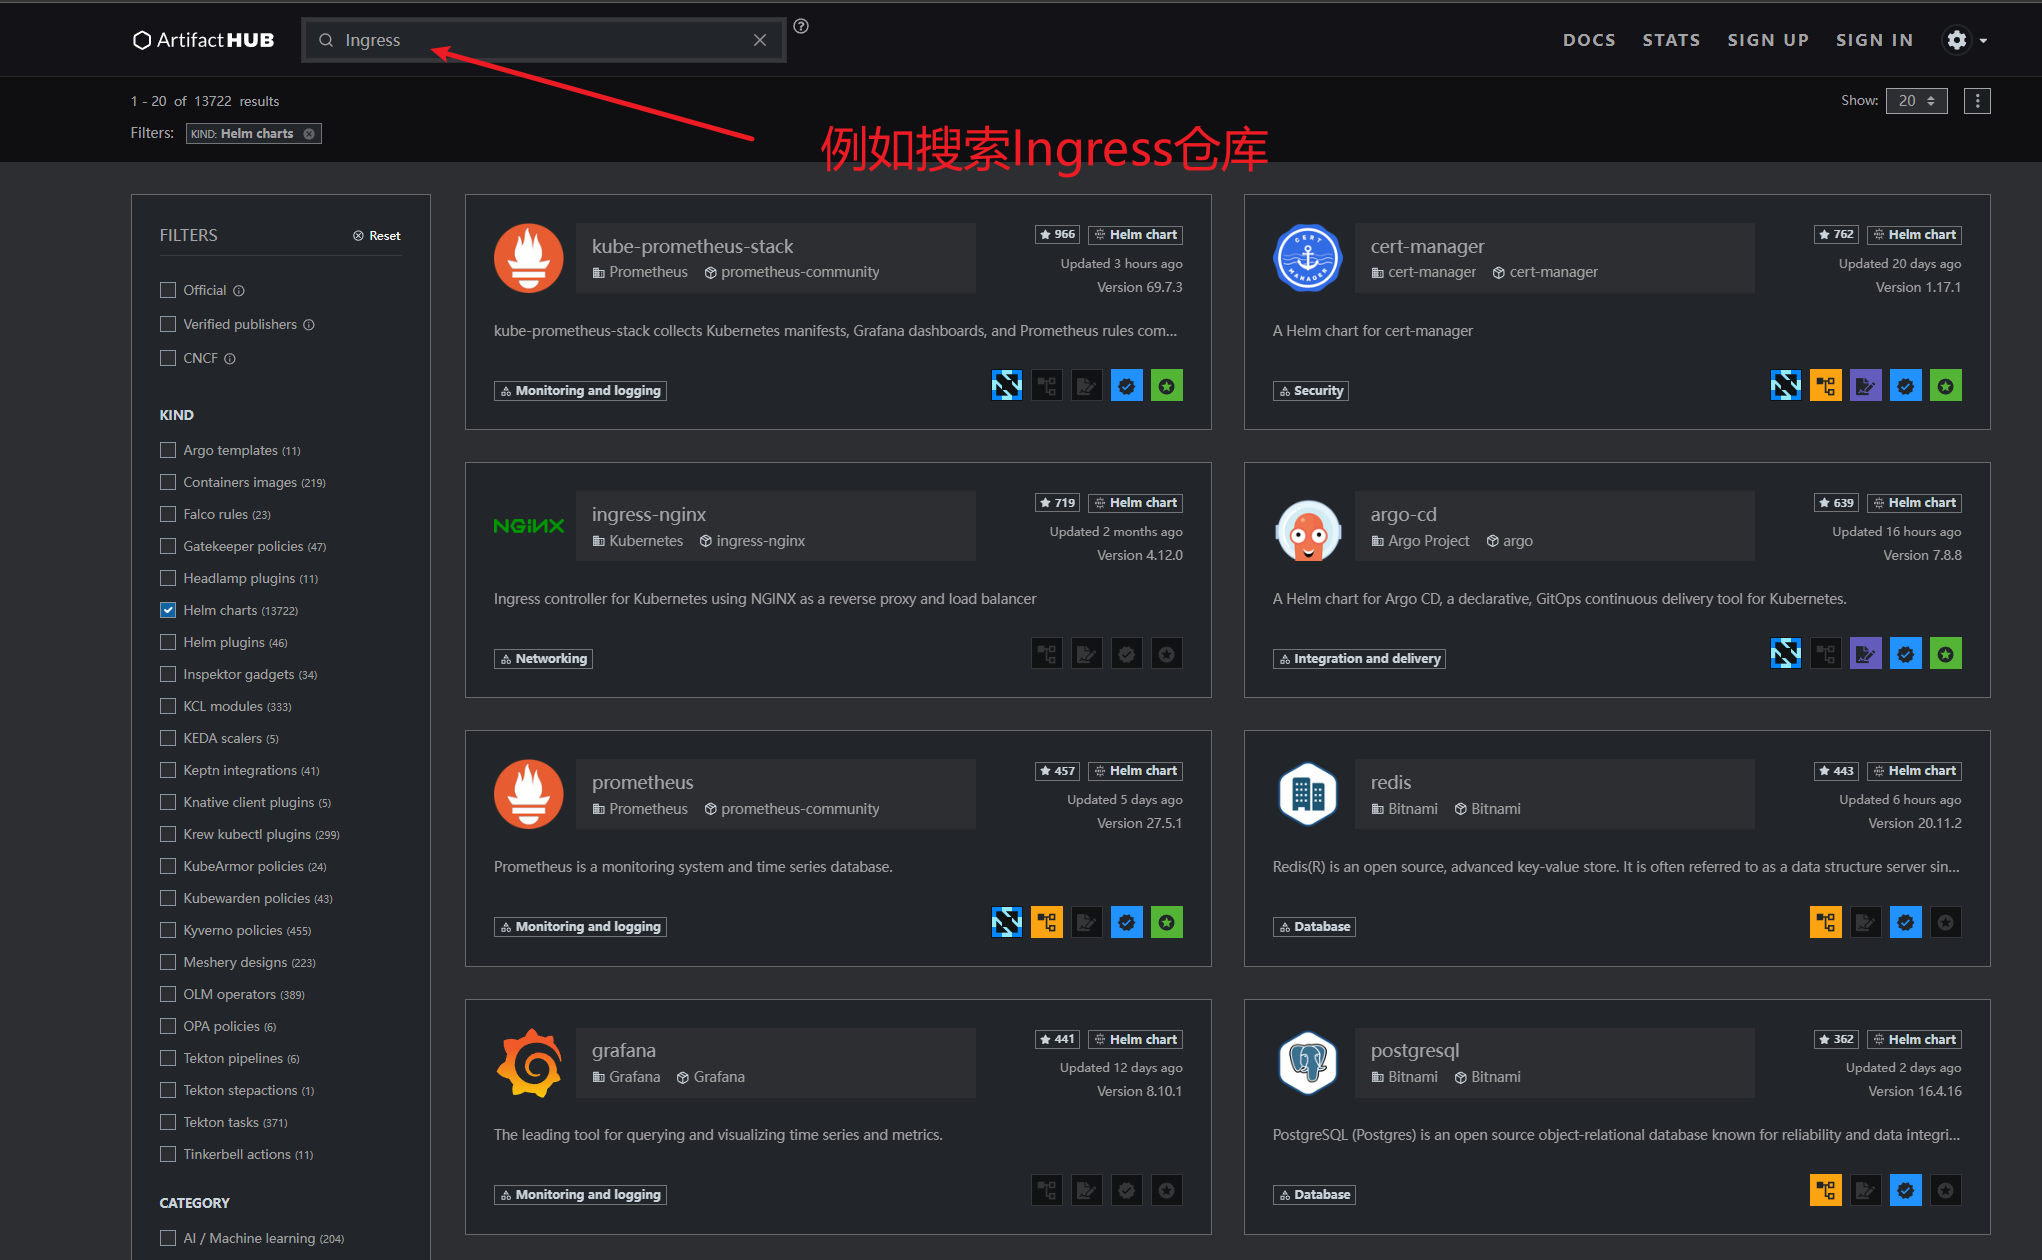 ArtifactHUB
Ingress
DOCS
STATS
SIGN UP
SIGN IN
1 - 20 of 13722 results
Show: 20
Filters: KIND: Helm charts
例如搜索Ingress仓库
FILTERS
Reset
Official
Verified publishers
CNCF
KIND
Argo templates (11)
Containers images (219)
Falco rules (23)
Gatekeeper policies (47)
Headlamp plugins (11)
Helm charts (13722)
Helm plugins (46)
Inspektor gadgets (34)
KCL modules (333)
KEDA scalers (5)
Keptn integrations (41)
Knative client plugins (5)
Krew kubectl plugins (299)
KubeArmor policies (24)
Kubewarden policies (43)
Kyverno policies (455)
Meshery designs (223)
OLM operators (389)
OPA policies (6)
Tekton pipelines (6)
Tekton stepactions (1)
Tekton tasks (371)
Tinkerbell actions (11)
CATEGORY
AI / Machine learning (204)
kube-prometheus-stack
Prometheus prometheus-community
966 Helm chart
Updated 3 hours ago
Version 69.7.3
kube-prometheus-stack collects Kubernetes manifests, Grafana dashboards, and Prometheus rules com...
Monitoring and logging
CERT MANAGER
cert-manager
cert-manager cert-manager
762 Helm chart
Updated 20 days ago
Version 1.17.1
A Helm chart for cert-manager
Security
NGINX
ingress-nginx
Kubernetes ingress-nginx
719 Helm chart
Updated 2 months ago
Version 4.12.0
Ingress controller for Kubernetes using NGINX as a reverse proxy and load balancer
Networking
argo-cd
Argo Project argo
639 Helm chart
Updated 16 hours ago
Version 7.8.8
A Helm chart for Argo CD, a declarative, GitOps continuous delivery tool for Kubernetes.
Integration and delivery
prometheus
Prometheus prometheus-community
457 Helm chart
Updated 5 days ago
Version 27.5.1
Prometheus is a monitoring system and time series database.
Monitoring and logging
redis
Bitnami Bitnami
443 Helm chart
Updated 6 hours ago
Version 20.11.2
Redis(R) is an open source, advanced key-value store. It is often referred to as a data structure server sin...
Database
grafana
Grafana Grafana
441 Helm chart
Updated 12 days ago
Version 8.10.1
The leading tool for querying and visualizing time series and metrics.
Monitoring and logging
postgresql
Bitnami Bitnami
362 Helm chart
Updated 2 days ago
Version 16.4.16
PostgreSQL (Postgres) is an open source object-relational database known for reliability and data integri...
Database